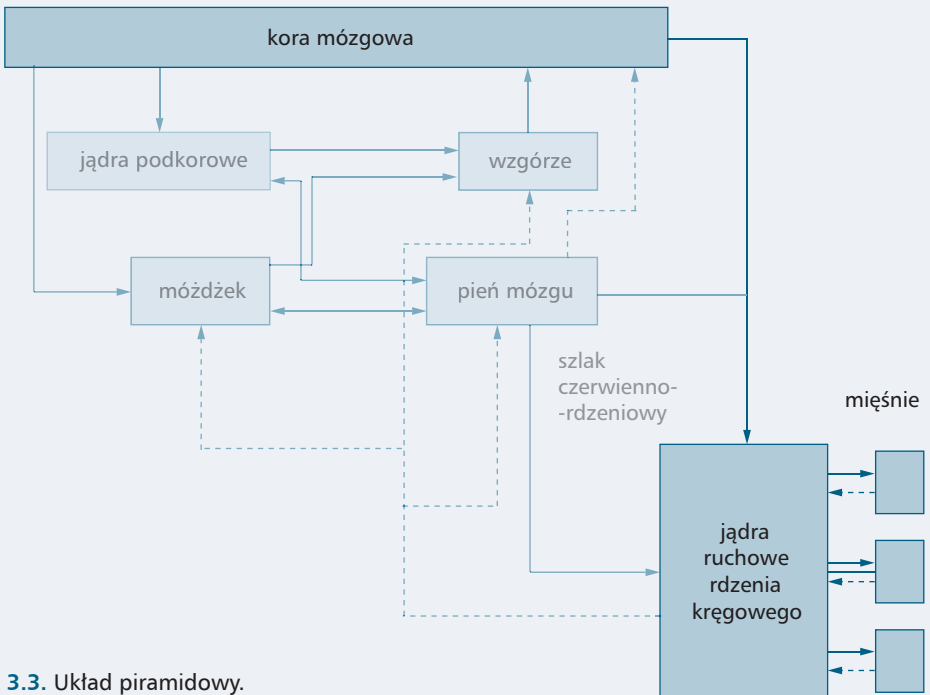 kora mózgowa
jądra podkorowe
wzgórze
móżdżek
pień mózgu
szlak
czerwienno-
-rdzeniowy
mięśnie
jądra
ruchowe
rdzenia
kręgowego
3.3. Układ piramidowy.